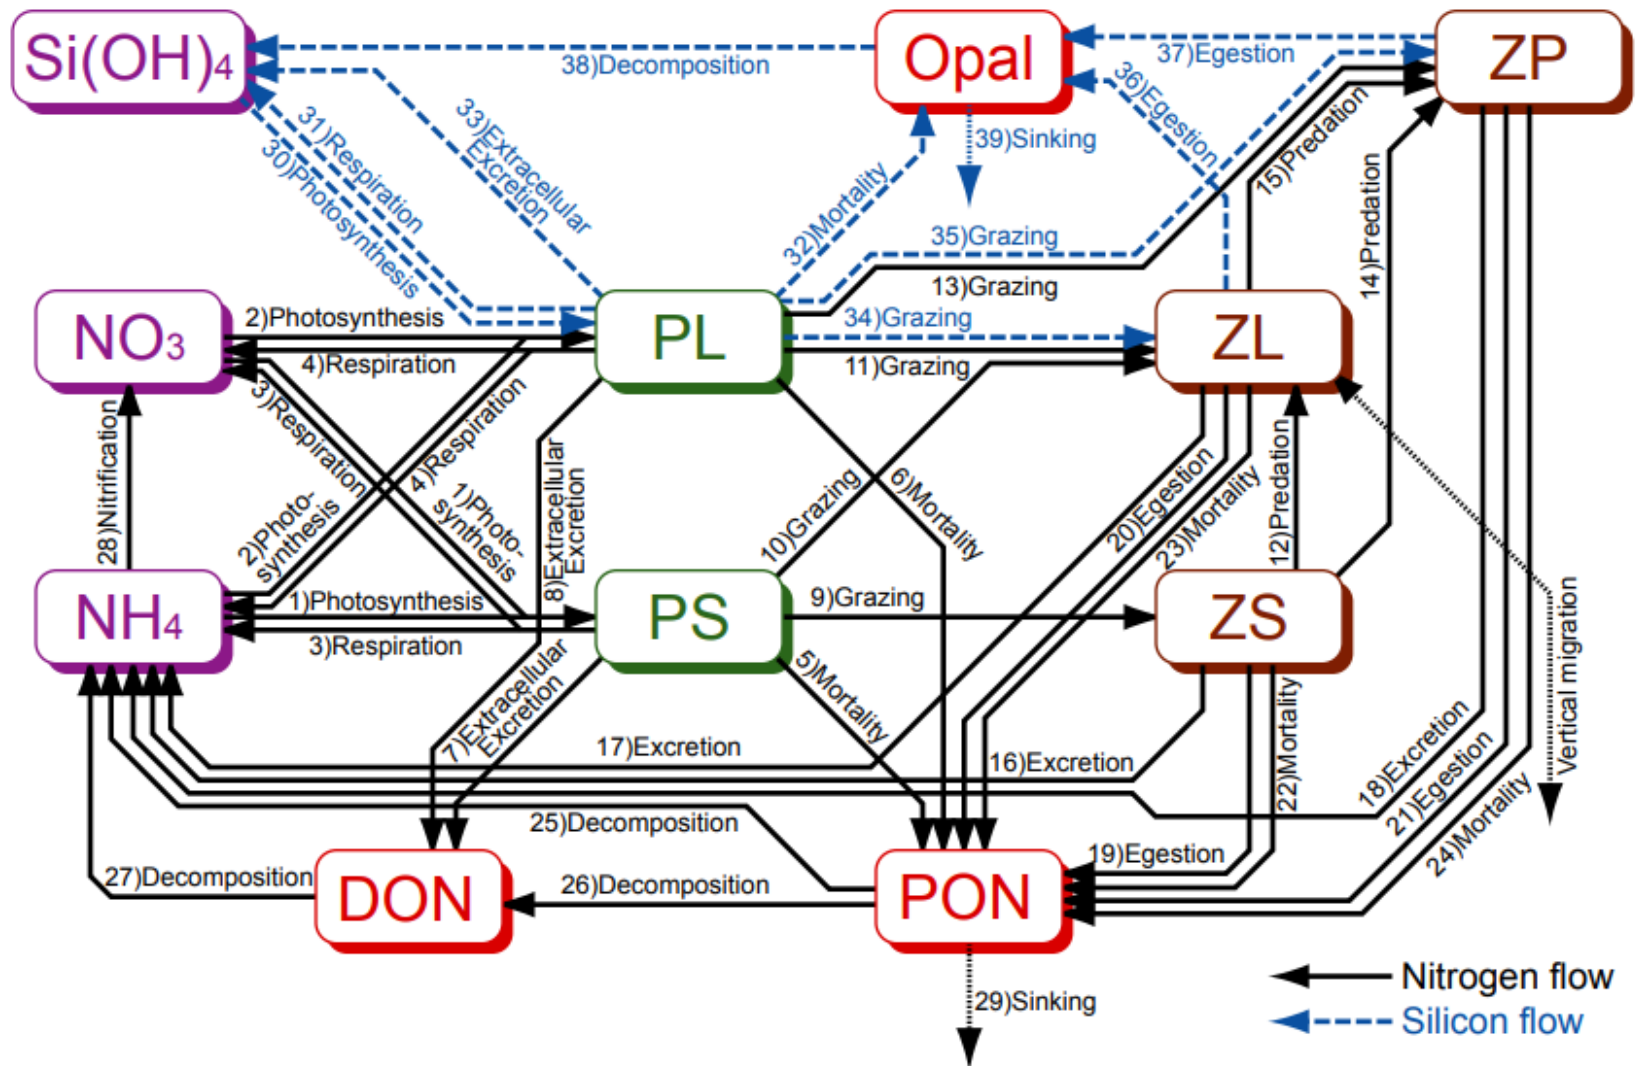 Si(OH)4
Opal
ZP
37)Egestion
38)Decomposition
36)Egestion
39)Sinking
31)Respiration
30)Photosynthesis
33)Extracellular
Excretion
32)Mortality
35)Grazing
13)Grazing
15)Predation
14)Predation
NO3
2)Photosynthesis
4)Respiration
PL
34)Grazing
11)Grazing
ZL
3)Respiration
4)Respiration
28)Nitrification
2)Photo-
synthesis
1)Photo-
synthesis
8)Extracellular
Excretion
10)Grazing
6)Mortality
20)Egestion
23)Mortality
12)Predation
NH4
1)Photosynthesis
3)Respiration
PS
9)Grazing
ZS
Vertical migration
7)Extracellular
Excretion
5)Mortality
17)Excretion
16)Excretion
22)Mortality
18)Excretion
21)Egestion
24)Mortality
25)Decomposition
19)Egestion
27)Decomposition
DON
26)Decomposition
PON
29)Sinking
Nitrogen flow
Silicon flow